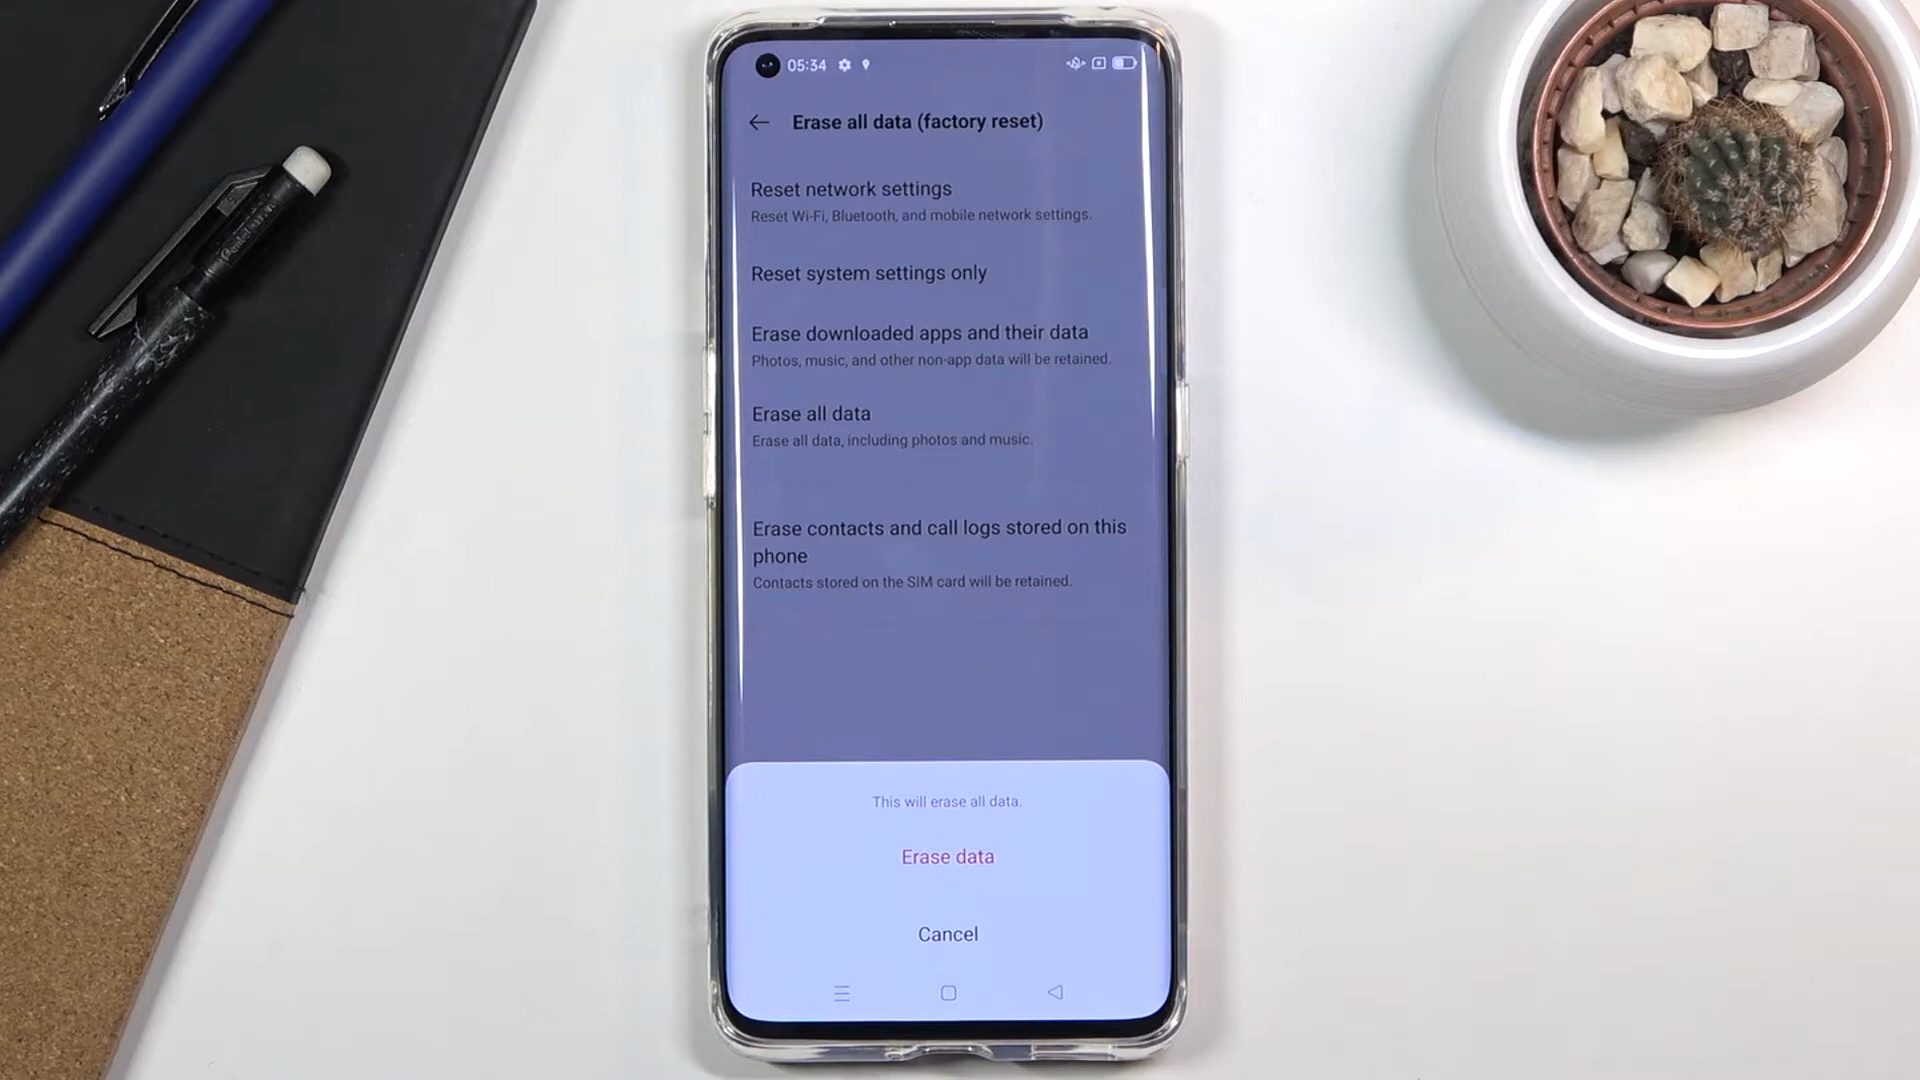 05:34
Erase all data (factory reset)
Reset network settings
Reset Wi-Fi, Bluetooth, and mobile network settings.
Reset system settings only
Erase downloaded apps and their data
Photos, music, and other non-app data will be retained.
Erase all data
Erase all data, including photos and music.
Erase contacts and call logs stored on this
phone
Contacts stored on the SIM card will be retained.
This will erase all data.
Erase data
Cancel